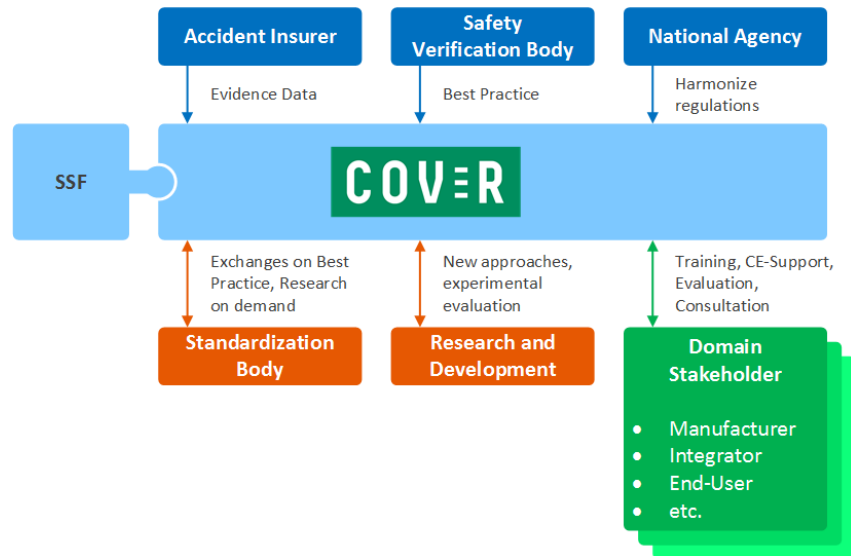 Accident Insurer
Safety
Verification Body
National Agency
Evidence Data
Best Practice
Harmonize
regulations
SSF
COVER
Exchanges on Best
Practice, Research
on demand
New approaches,
experimental
evaluation
Training, CE-Support,
Evaluation,
Consultation
Standardization
Body
Research and
Development
Domain
Stakeholder
• Manufacturer
• Integrator
• End-User
• etc.